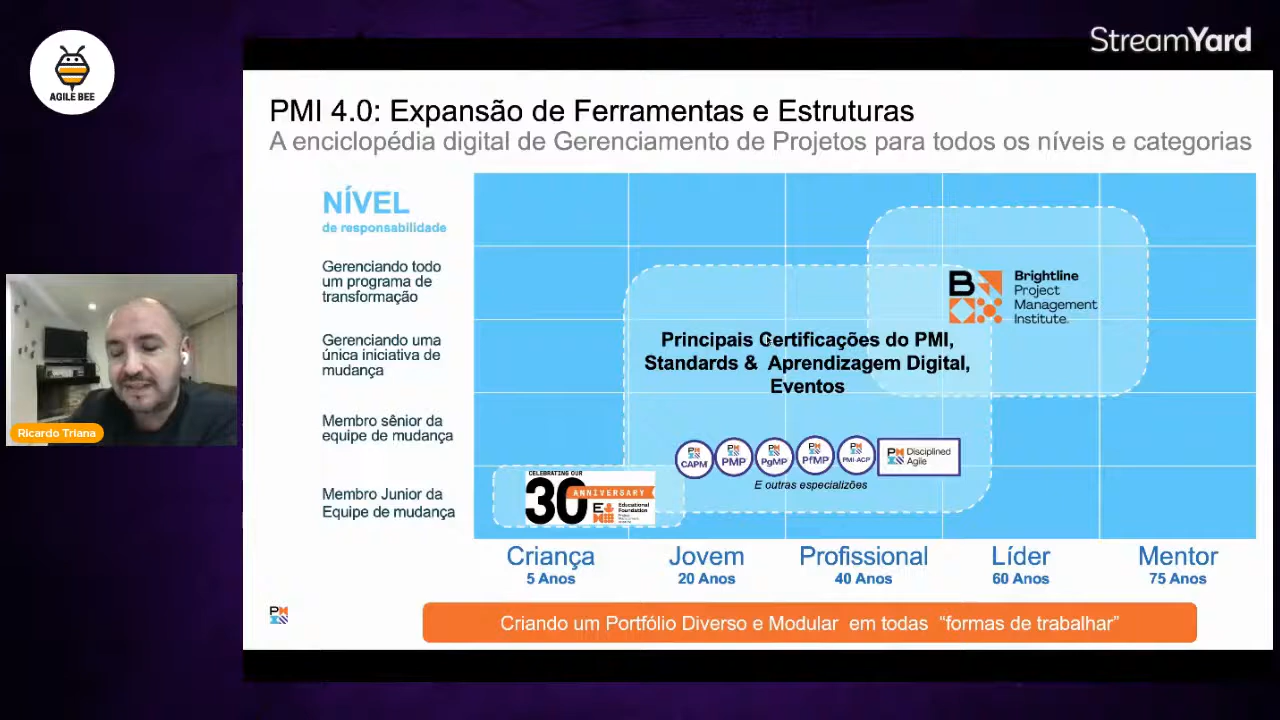 StreamYard
AGILE BEE
PMI 4.0: Expansão de Ferramentas e Estruturas
A enciclopédia digital de Gerenciamento de Projetos para todos os níveis e categorias
NÍVEL
de responsabilidade
Gerenciando todo
um programa de
transformação
Gerenciando uma
única iniciativa de
mudança
Membro sênior da
equipe de mudança
Membro Junior da
Equipe de mudança
B
Brightline
Project
Management
Institute.
Principais Certificações do PMI,
Standards & Aprendizagem Digital,
Eventos
CAPM
PMP
PgMP
PfMP
PMI-ACP
Disciplined
Agile
E outras especializões
CELEBRATING OUR
30
ANNIVERSARY
Educational
Foundation
Criança
5 Anos
Jovem
20 Anos
Profissional
40 Anos
Líder
60 Anos
Mentor
75 Anos
Criando um Portfólio Diverso e Modular em todas “formas de trabalhar”
Ricardo Triana